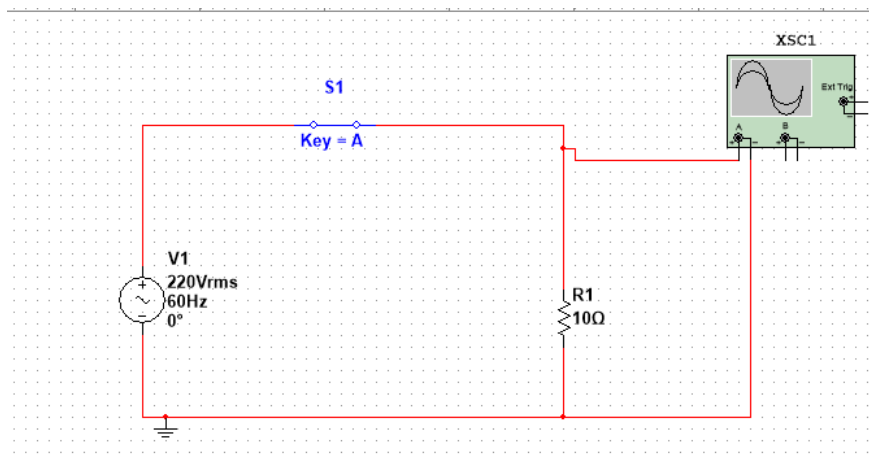 XSC1
Ext Trig
+
−
A
B
+ − + −
S1
Key = A
V1
220Vrms
60Hz
0°
+
−
R1
10Ω